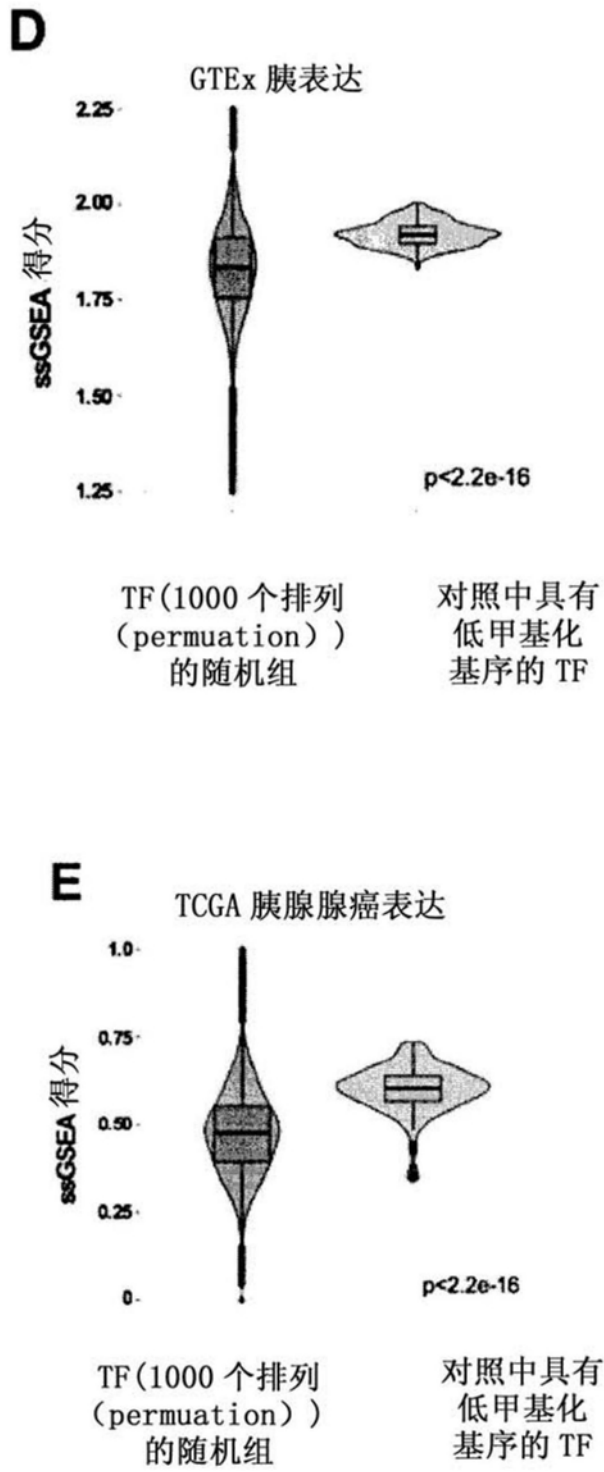 D
GTEx 胰表达
2.25
2.00
1.75
1.50
1.25
ssGSEA 得分
p<2.2e-16
TF(1000 个排列
(permuation))
的随机组
对照中具有
低甲基化
基序的 TF
E
TCGA 胰腺腺癌表达
1.0
0.75
0.50
0.25
0
ssGSEA 得分
p<2.2e-16
TF(1000 个排列
(permuation))
的随机组
对照中具有
低甲基化
基序的 TF